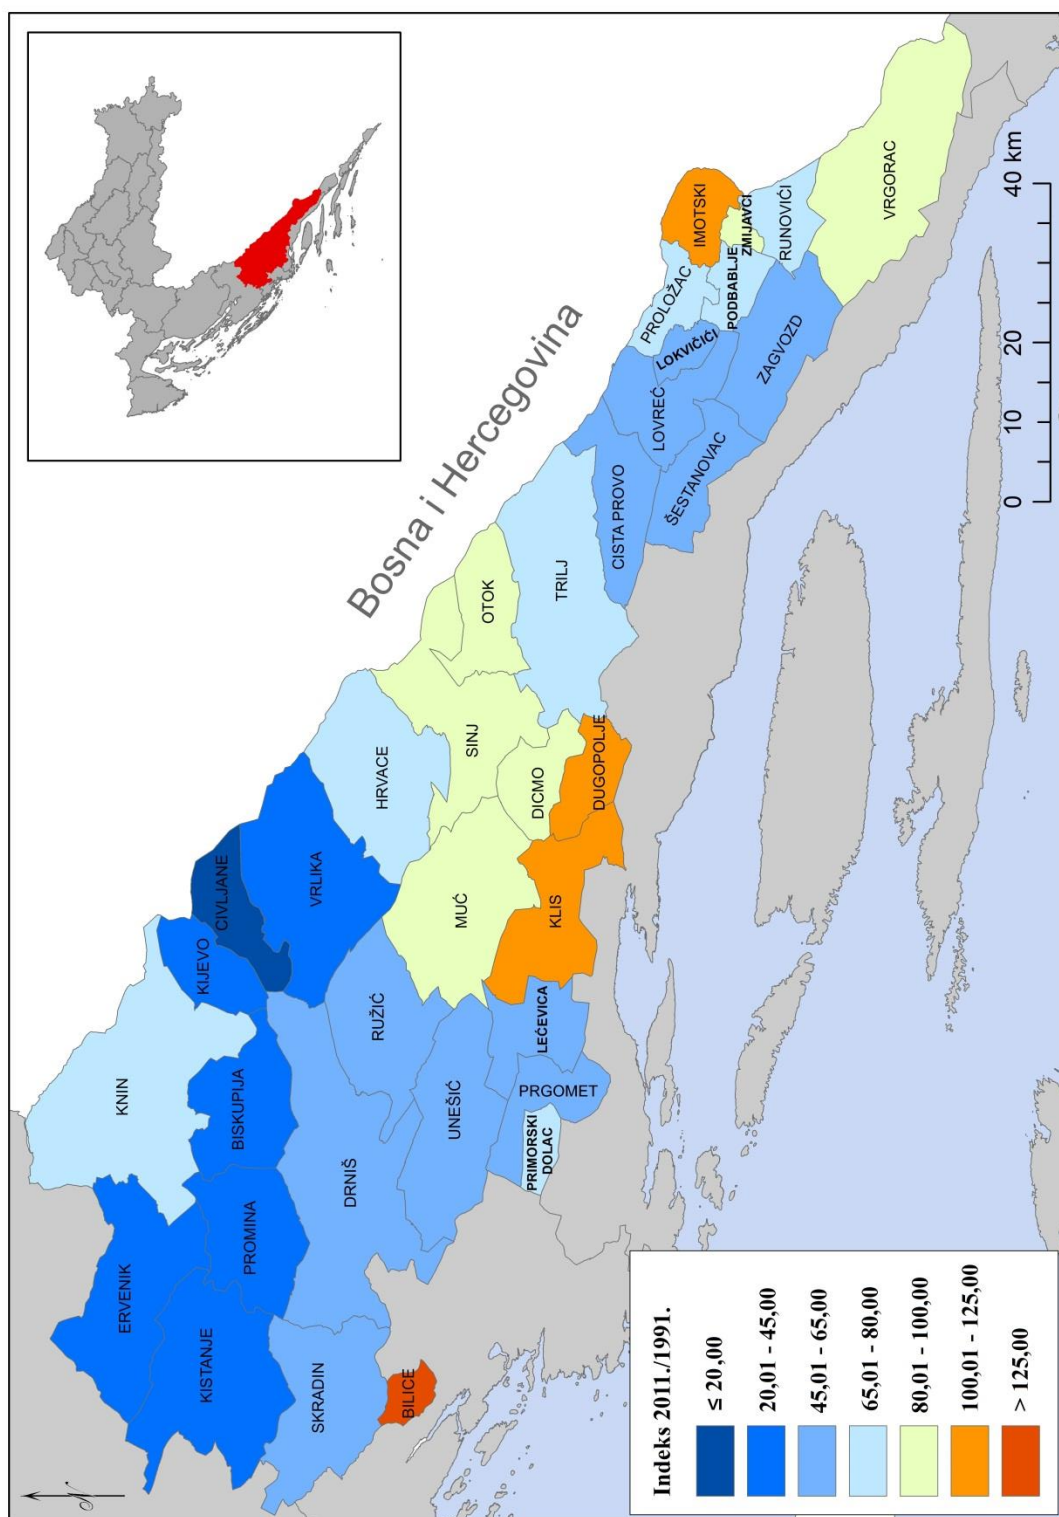 Bosna i Hercegovina
KNIN
ERVENIK
KIJEVO
CIVLJANE
BISKUPIJA
PROMINA
KISTANJE
VRLIKA
HRVACE
DRNIŠ
RUŽIĆ
SKRADIN
BILICE
UNEŠIĆ
MUĆ
SINJ
OTOK
LEĆEVICA
PRGOMET
PRIMORSKI
DOLAC
KLIS
DICMO
DUGOPOLJE
TRILJ
CISTA PROVO
LOVREĆ
ŠESTANOVAC
LOKVIČIĆI
PROLOŽAC
IMOTSKI
PODBABLJE
ZMIJAVCI
RUNOVIĆI
ZAGVOZD
VRGORAC
Indeks 2011./1991.
≤ 20,00
20,01 - 45,00
45,01 - 65,00
65,01 - 80,00
80,01 - 100,00
100,01 - 125,00
> 125,00
0 10 20 40 km
N